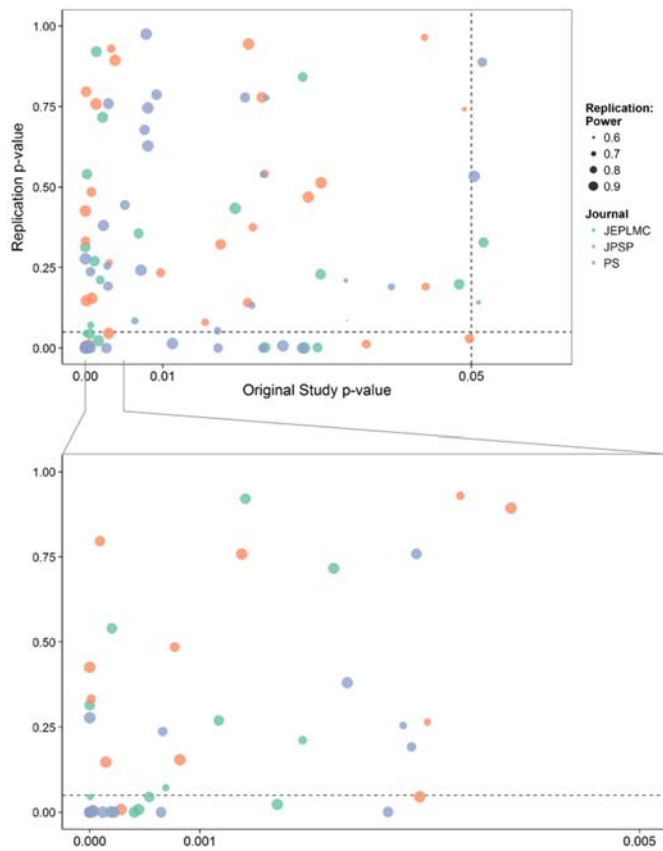 1.00
0.75
0.50
0.25
0.00
Replication p-value
0.00
0.01
0.05
Original Study p-value
Replication:
Power
0.6
0.7
0.8
0.9
Journal
JEPLMC
JPSP
PS
1.00
0.75
0.50
0.25
0.00
0.000
0.001
0.005